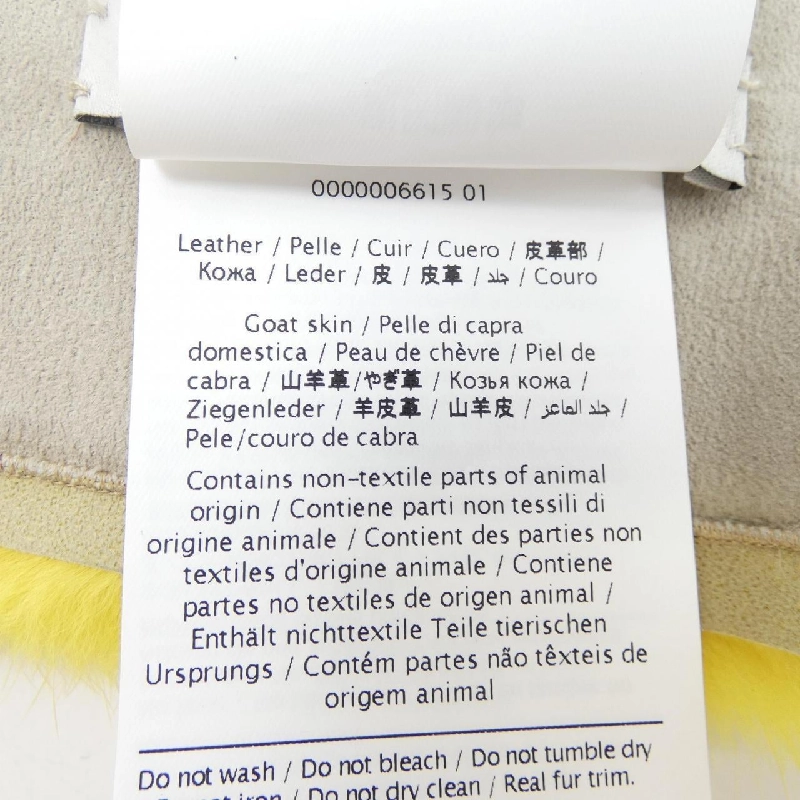 0000006615 01
Leather / Pelle / Cuir / Cuero / 皮革部 /
Кожа / Leder / 皮 / 皮革 / جلد / Couro
Goat skin / Pelle di capra
domestica / Peau de chèvre / Piel de
cabra / 山羊革/やぎ革 / Козья кожа /
Ziegenleder / 羊皮革 / 山羊皮 / جلد الماعز /
Pele/couro de cabra
Contains non-textile parts of animal
origin / Contiene parti non tessili di
origine animale / Contient des parties non
textiles d'origine animale / Contiene
partes no textiles de origen animal /
Enthält nichttextile Teile tierischen
Ursprungs / Contém partes não têxteis de
origem animal
Do not wash / Do not bleach / Do not tumble dry
not iron / Do not dry clean / Real fur trim.